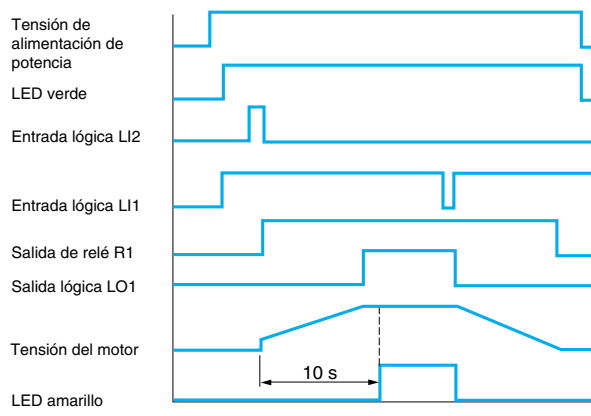 Tensión de
alimentación de
potencia
LED verde
Entrada lógica LI2
Entrada lógica LI1
Salida de relé R1
Salida lógica LO1
Tensión del motor
10 s
LED amarillo